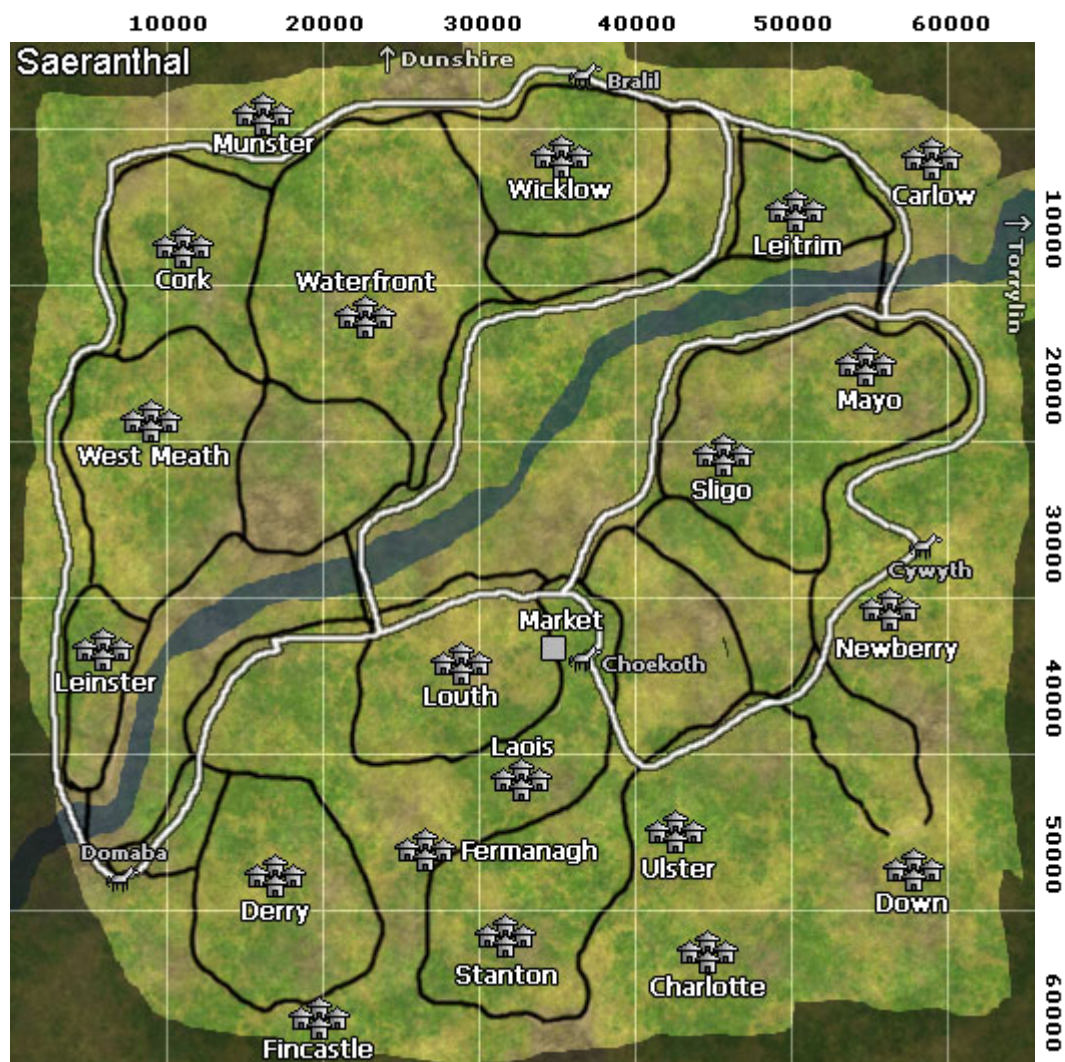 10000 20000 30000 40000 50000 60000
Saeranthal
↑ Dunshire
Bralil
Munster
Wicklow
Carlow
10000
Leitrim
→ Torrylin
Cork
Waterfront
20000
Mayo
West Meath
Sligo
30000
Cywyth
Market
Newberry
Choekoth
Leinster
Louth
40000
Laois
50000
Domaba
Fermanagh
Ulster
Down
Derry
Stanton
Charlotte
60000
Fincastle